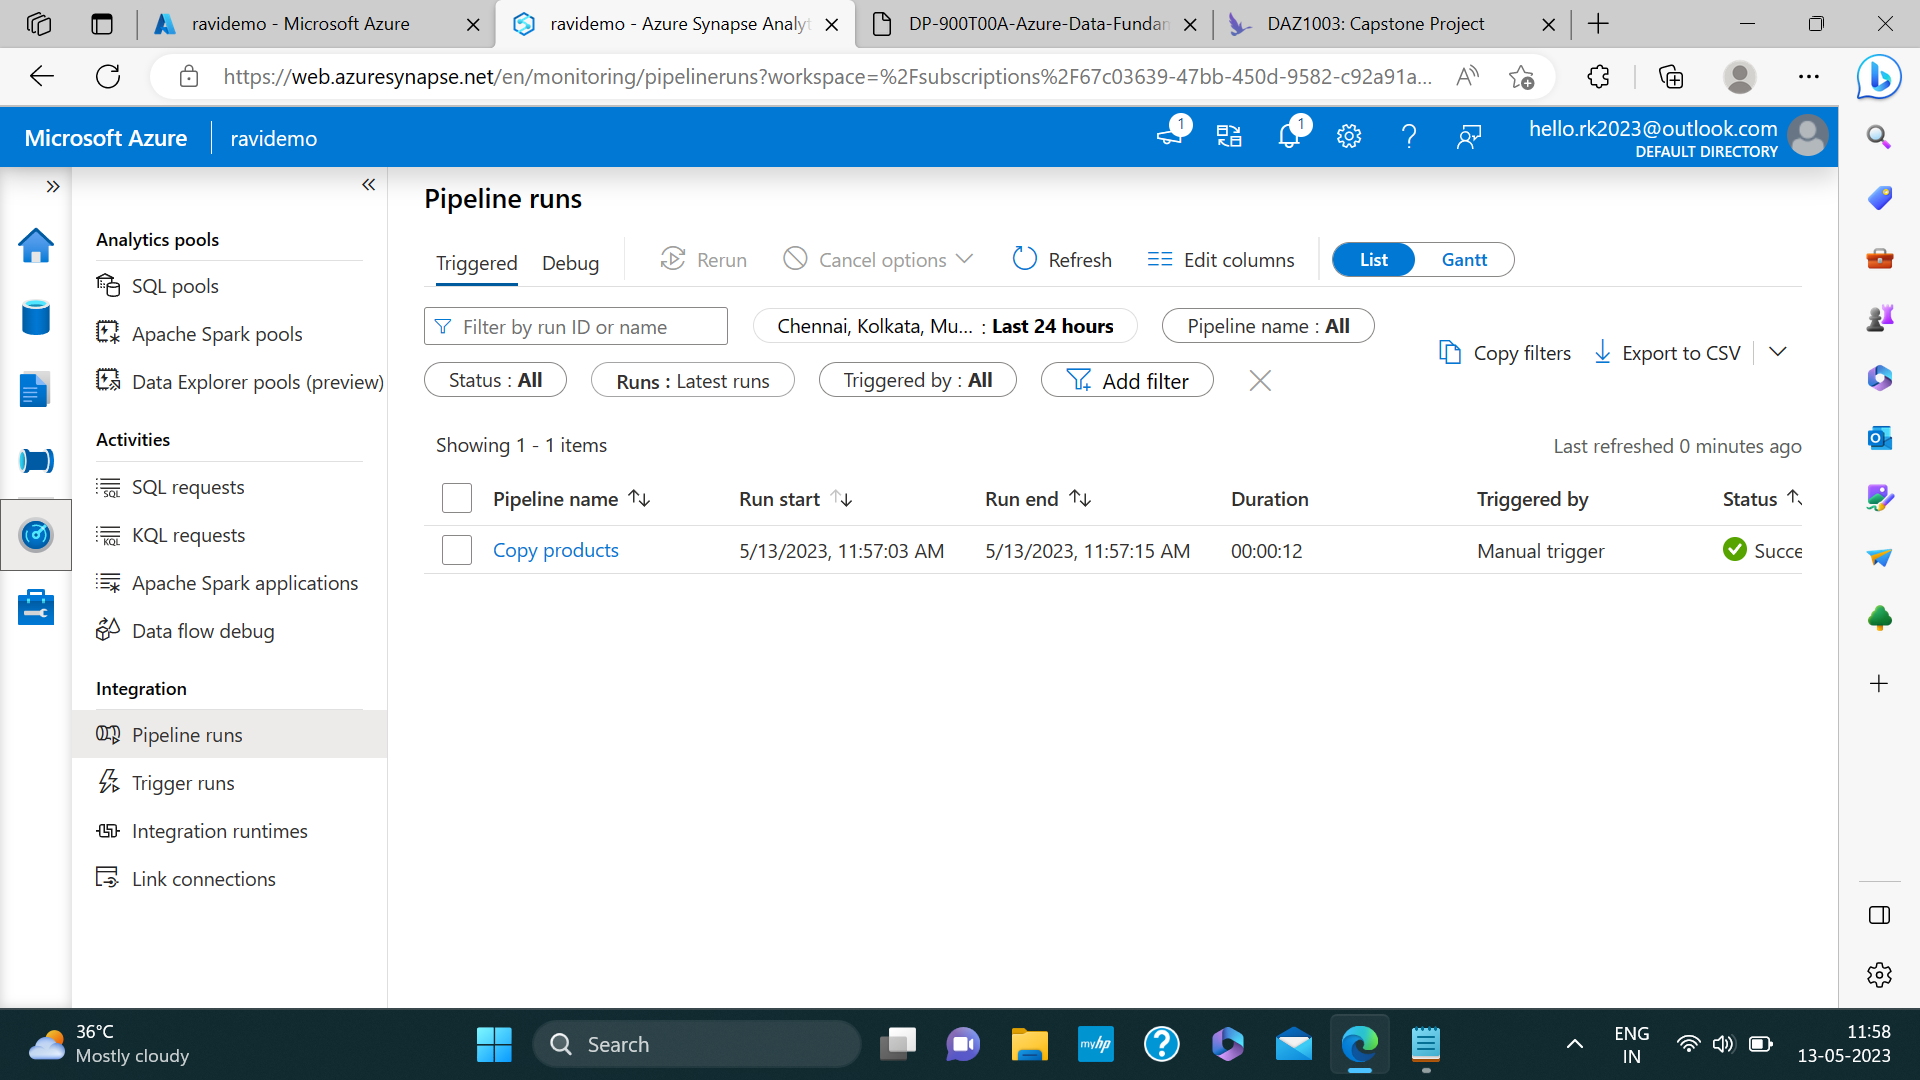 ravidemo - Microsoft Azure
ravidemo - Azure Synapse Analyt
DP-900T00A-Azure-Data-Fundan
DAZ1003: Capstone Project
https://web.azuresynapse.net/en/monitoring/pipelineruns?workspace=%2Fsubscriptions%2F67c03639-47bb-450d-9582-c92a91a...
Microsoft Azure
ravidemo
1
1
hello.rk2023@outlook.com
DEFAULT DIRECTORY
Analytics pools
SQL pools
Apache Spark pools
Data Explorer pools (preview)
Activities
SQL requests
KQL requests
Apache Spark applications
Data flow debug
Integration
Pipeline runs
Trigger runs
Integration runtimes
Link connections
Pipeline runs
Triggered Debug Rerun Cancel options Refresh Edit columns List Gantt
Filter by run ID or name Chennai, Kolkata, Mu... : Last 24 hours Pipeline name : All
Copy filters Export to CSV
Status : All Runs : Latest runs Triggered by : All Add filter
Showing 1 - 1 items
Last refreshed 0 minutes ago
Pipeline name Run start Run end Duration Triggered by Status
Copy products 5/13/2023, 11:57:03 AM 5/13/2023, 11:57:15 AM 00:00:12 Manual trigger Succe
36°C
Mostly cloudy
Search
myhp
ENG
IN
11:58
13-05-2023